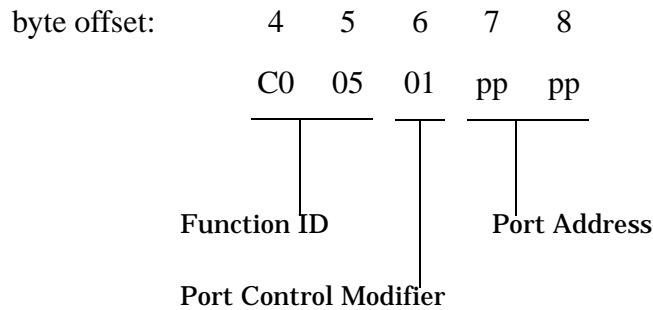 byte offset: 4 5 6 7 8
C0 05 01 pp pp
Function ID Port Address
Port Control Modifier